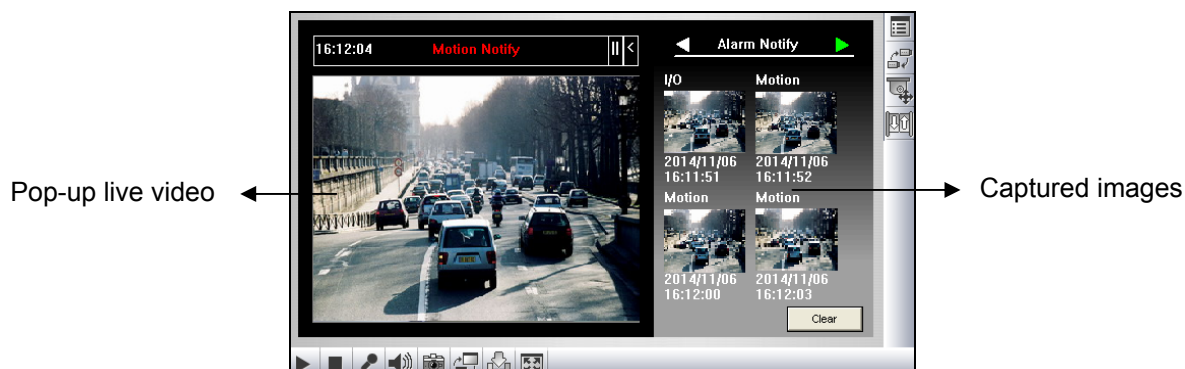 16:12:04 Motion Notify || <
Alarm Notify
I/O Motion
2014/11/06 2014/11/06
16:11:51 16:11:52
Motion Motion
2014/11/06 2014/11/06
16:12:00 16:12:03
Clear
Pop-up live video
Captured images